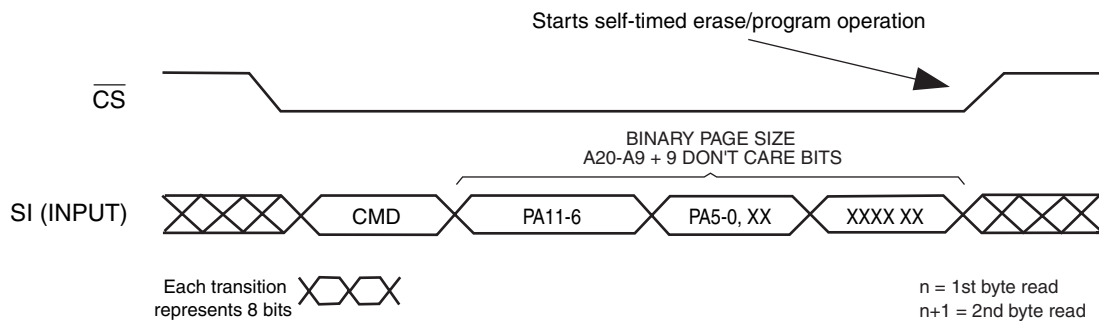 Starts self-timed erase/program operation
CS
BINARY PAGE SIZE
A20-A9 + 9 DON'T CARE BITS
SI (INPUT)
CMD
PA11-6
PA5-0, XX
XXXX XX
Each transition
represents 8 bits
n = 1st byte read
n+1 = 2nd byte read